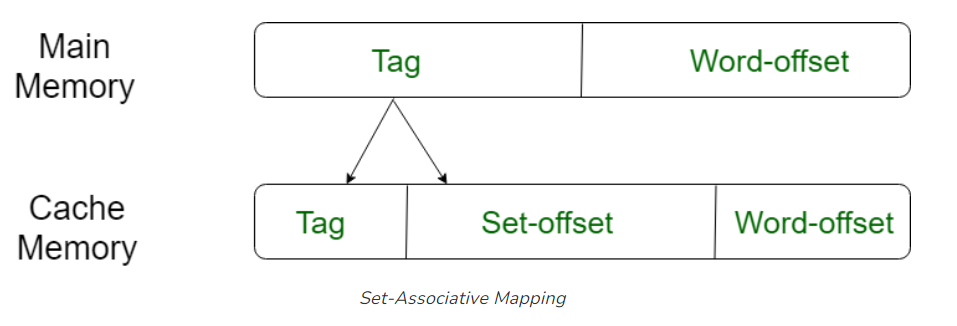 Main
Memory
Tag
Word-offset
Cache
Memory
Tag
Set-offset
Word-offset
Set-Associative Mapping